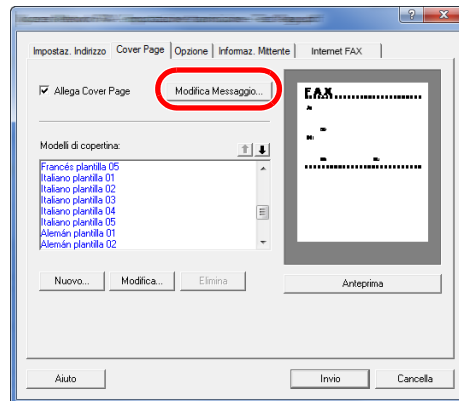 Impostaz. Indirizzo Cover Page Opzione Informaz. Mittente Internet FAX
Allega Cover Page Modifica Messaggio...
FAX
Modelli di copertina:
Francés plantilla 05
Italiano plantilla 01
Italiano plantilla 02
Italiano plantilla 03
Italiano plantilla 04
Italiano plantilla 05
Alemán plantilla 01
Alemán plantilla 02
Nuovo... Modifica... Elimina Anteprima
Aiuto Invio Cancella